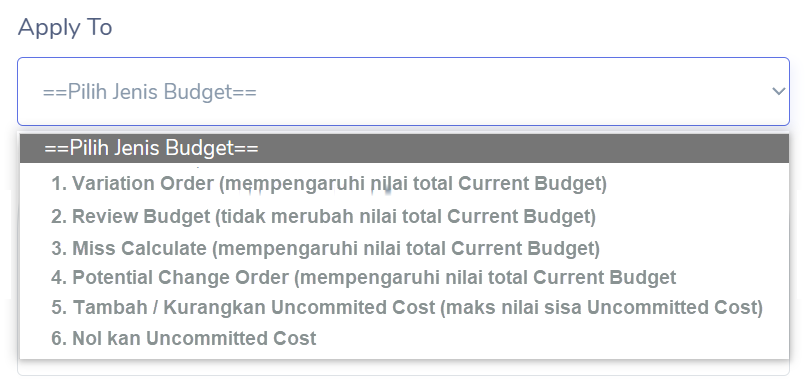 Apply To
==Pilih Jenis Budget==
==Pilih Jenis Budget==
1. Variation Order (mempengaruhi nilai total Current Budget)
2. Review Budget (tidak merubah nilai total Current Budget)
3. Miss Calculate (mempengaruhi nilai total Current Budget)
4. Potential Change Order (mempengaruhi nilai total Current Budget
5. Tambah / Kurangkan Uncommited Cost (maks nilai sisa Uncommitted Cost)
6. Nol kan Uncommitted Cost